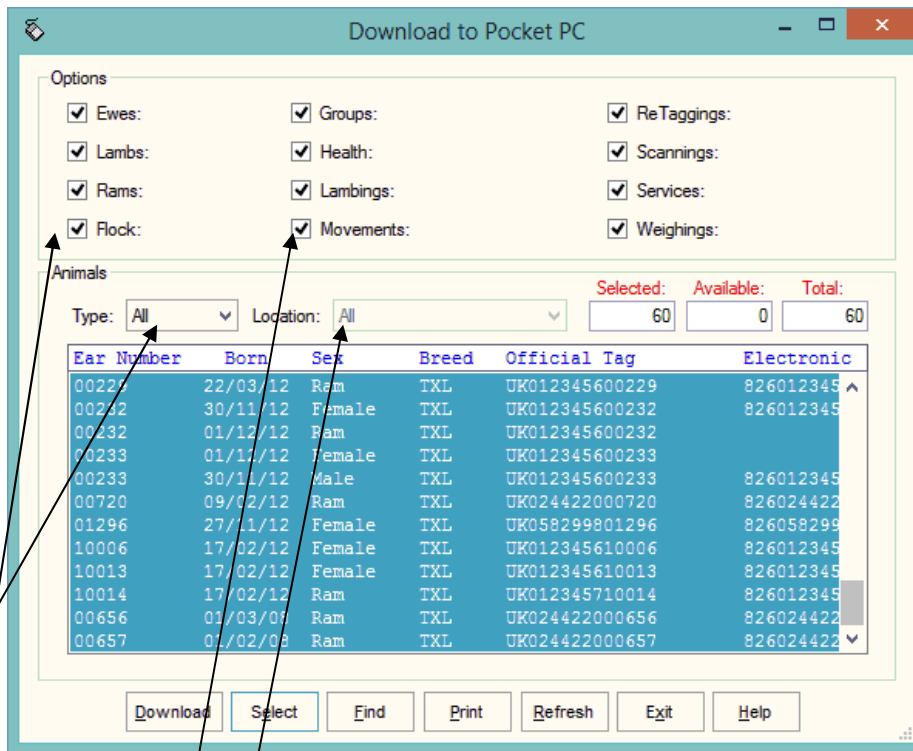 Download to Pocket PC
Options
Ewes: Groups: ReTaggings:
Lambs: Health: Scannings:
Rams: Lambings: Services:
Flock: Movements: Weighings:
Animals
Selected: Available: Total:
Type: All Location: All 60 0 60
Ear Number Born Sex Breed Official Tag Electronic
00229 22/03/12 Ram TXL UK012345600229 826012345
00232 30/11/12 Female TXL UK012345600232 826012345
00232 01/12/12 Ram TXL UK012345600232
00233 01/12/12 Female TXL UK012345600233
00233 30/11/12 Male TXL UK012345600233 826012345
00720 09/02/12 Ram TXL UK024422000720 826024422
01296 27/11/12 Female TXL UK058299801296 826058299
10006 17/02/12 Female TXL UK012345610006 826012345
10013 17/02/12 Female TXL UK012345610013 826012345
10014 17/02/12 Ram TXL UK012345710014 826012345
00656 01/03/08 Ram TXL UK024422000656 826024422
00657 01/02/08 Ram TXL UK024422000657 826024422
Download Select Find Print Refresh Exit Help